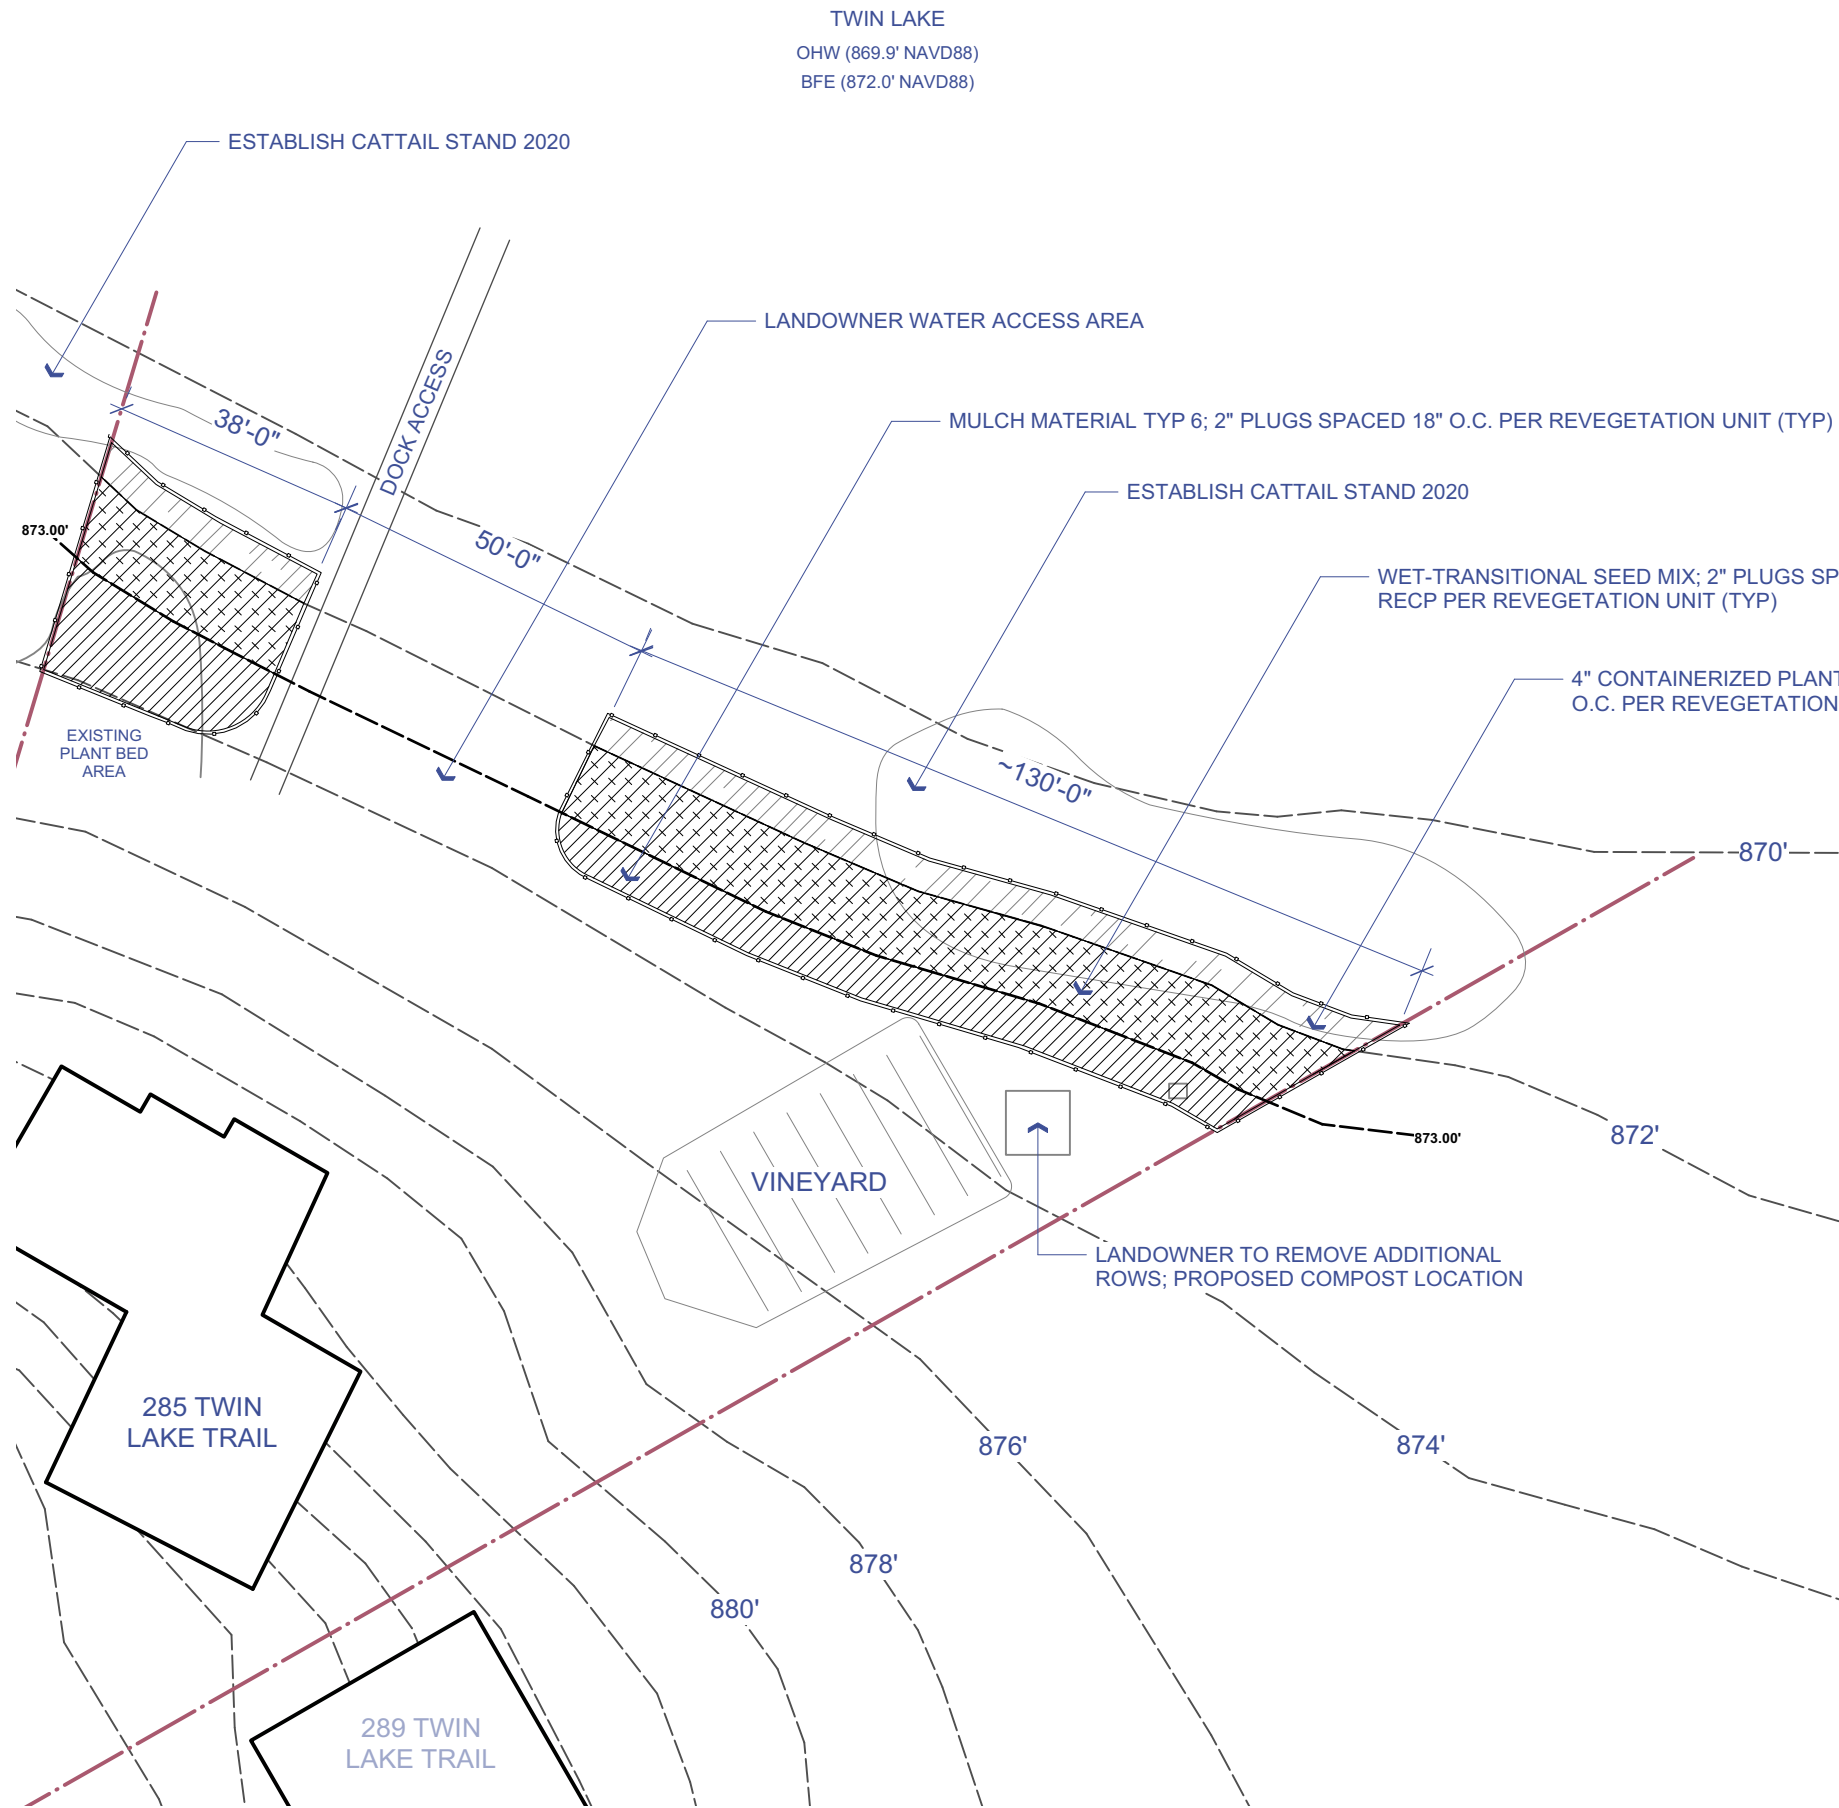 TWIN LAKE
OHW (869.9' NAVD88)
BFE (872.0' NAVD88)
ESTABLISH CATTAIL STAND 2020
LANDOWNER WATER ACCESS AREA
DOCK ACCESS
38'-0"
MULCH MATERIAL TYP 6; 2" PLUGS SPACED 18" O.C. PER REVEGETATION UNIT (TYP)
ESTABLISH CATTAIL STAND 2020
873.00'
50'-0"
WET-TRANSITIONAL SEED MIX; 2" PLUGS SP
RECP PER REVEGETATION UNIT (TYP)
4" CONTAINERIZED PLANT
O.C. PER REVEGETATION
EXISTING
PLANT BED
AREA
~130'-0"
870'
872'
873.00'
VINEYARD
LANDOWNER TO REMOVE ADDITIONAL
ROWS; PROPOSED COMPOST LOCATION
285 TWIN
LAKE TRAIL
876'
874'
878'
880'
289 TWIN
LAKE TRAIL